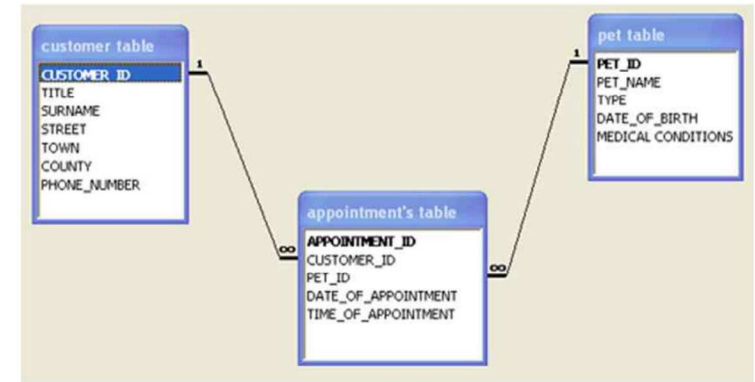 customer table
CUSTOMER_ID
TITLE
SURNAME
STREET
TOWN
COUNTY
PHONE_NUMBER
1
pet table
PET_ID
PET_NAME
TYPE
DATE_OF_BIRTH
MEDICAL CONDITIONS
1
appointment's table
APPOINTMENT_ID
CUSTOMER_ID
PET_ID
DATE_OF_APPOINTMENT
TIME_OF_APPOINTMENT
∞
∞